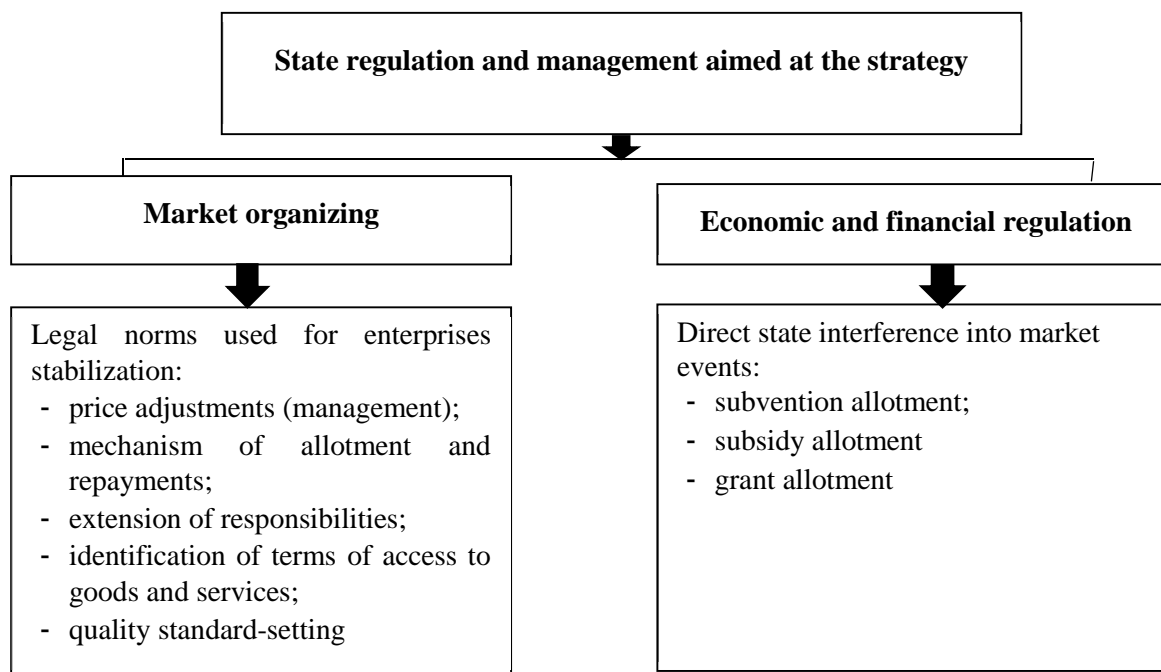 State regulation and management aimed at the strategy
Market organizing
Economic and financial regulation
Legal norms used for enterprises
stabilization:
- price adjustments (management);
- mechanism of allotment and
repayments;
- extension of responsibilities;
- identification of terms of access to
goods and services;
- quality standard-setting
Direct state interference into market
events:
- subvention allotment;
- subsidy allotment
- grant allotment